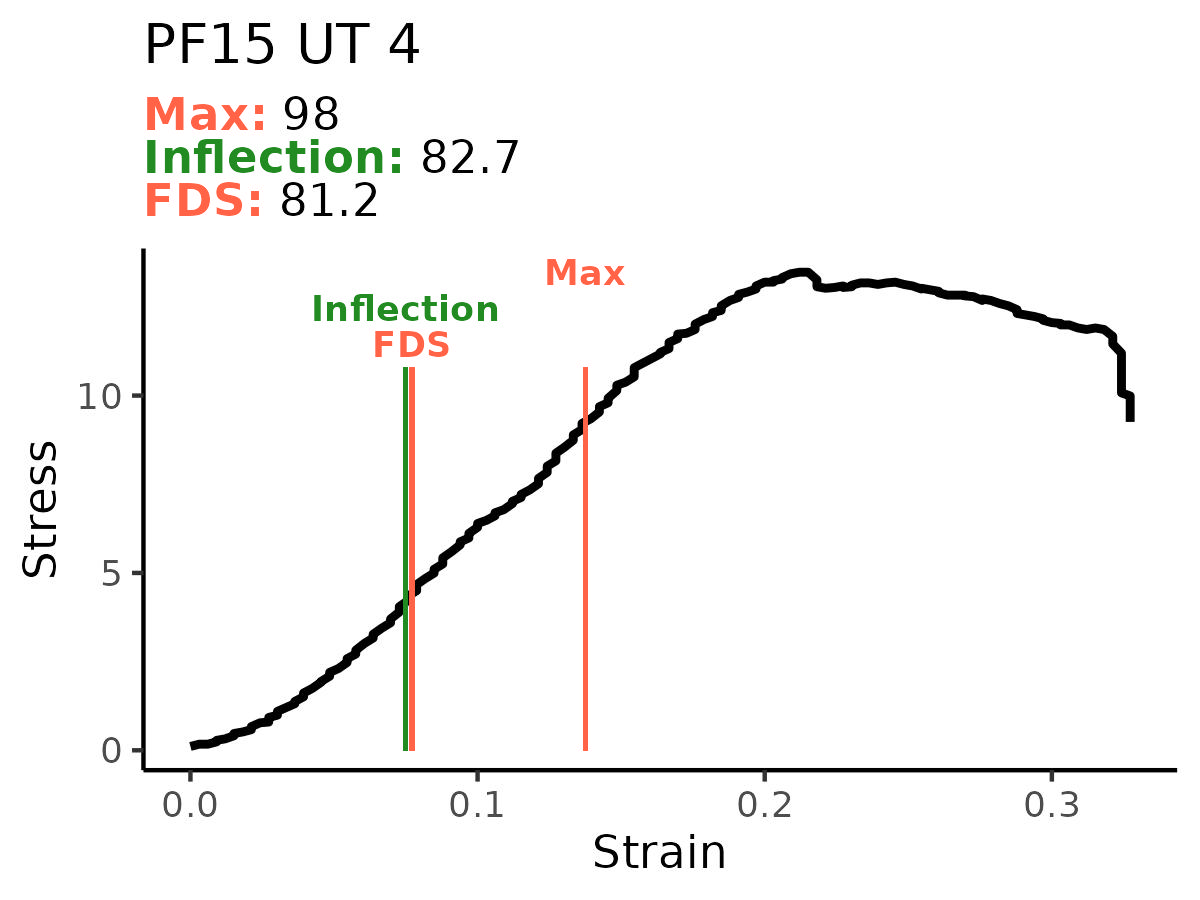 PF15 UT 4
Max: 98
Inflection: 82.7
FDS: 81.2
Max
Inflection
FDS
10
5
0
Stress
0.0 0.1 0.2 0.3
Strain